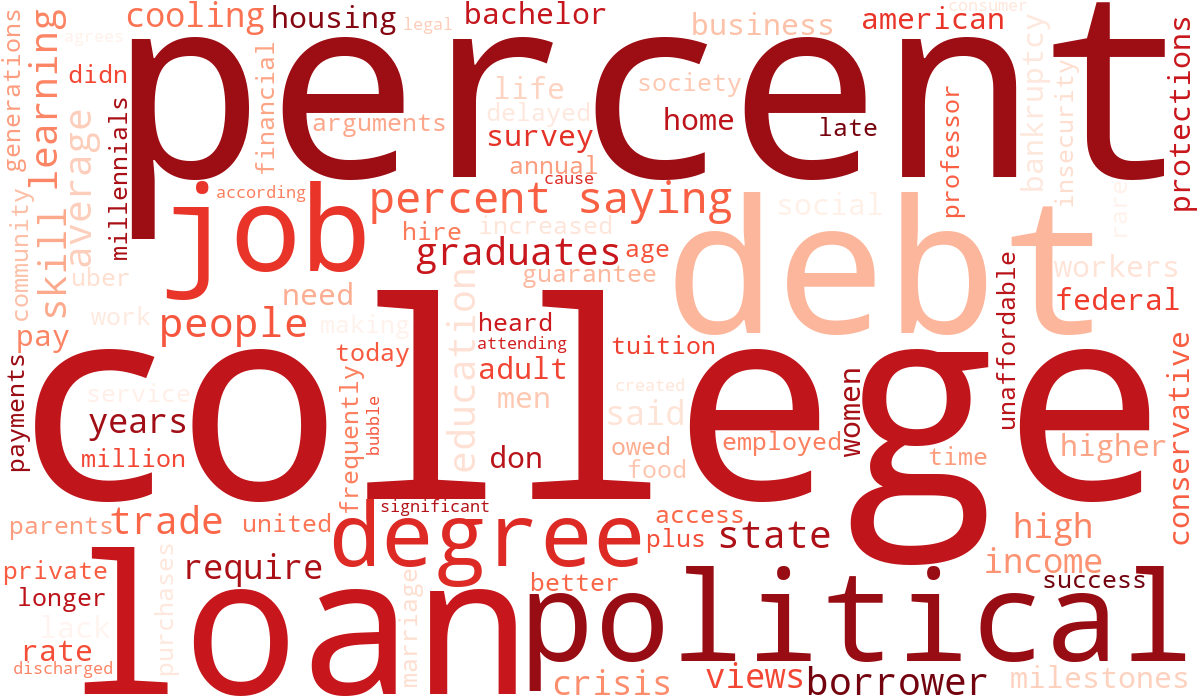 cooling
housing
legal
bachelor
business
american
consumer
generations
learning
agrees
percent
didn
financial
life
society
delayed
arguments
survey
home
late
millennials
average
annual
cause
professor
bankruptcy
insecurity
protections
skill
job
according
percent saying
hire
increased
graduates
age
guarantee
debt
social
rare
workers
federal
unaffordable
community
uber
need
work
people
making
pay
education
heard
attending
today
adult
tuition
created
men
said
college
payments
service
years
million
frequently
bubble
don
owed
food
employed
women
time
higher
conservative
parents
trade
united
significant
degree
access
plus
state
high
income
private
longer
require
lack
rate
discharged
purchases
loan
marriage
better
political
success
crisis
views
borrower
milestones